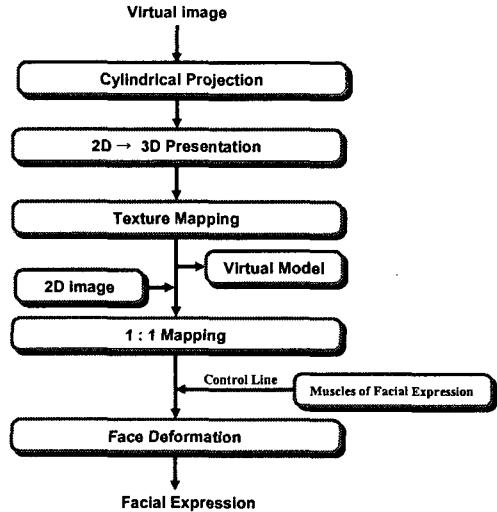 Virtual image
Cylindrical Projection
2D → 3D Presentation
Texture Mapping
Virtual Model
2D image
1 : 1 Mapping
Control Line
Muscles of Facial Expression
Face Deformation
Facial Expression